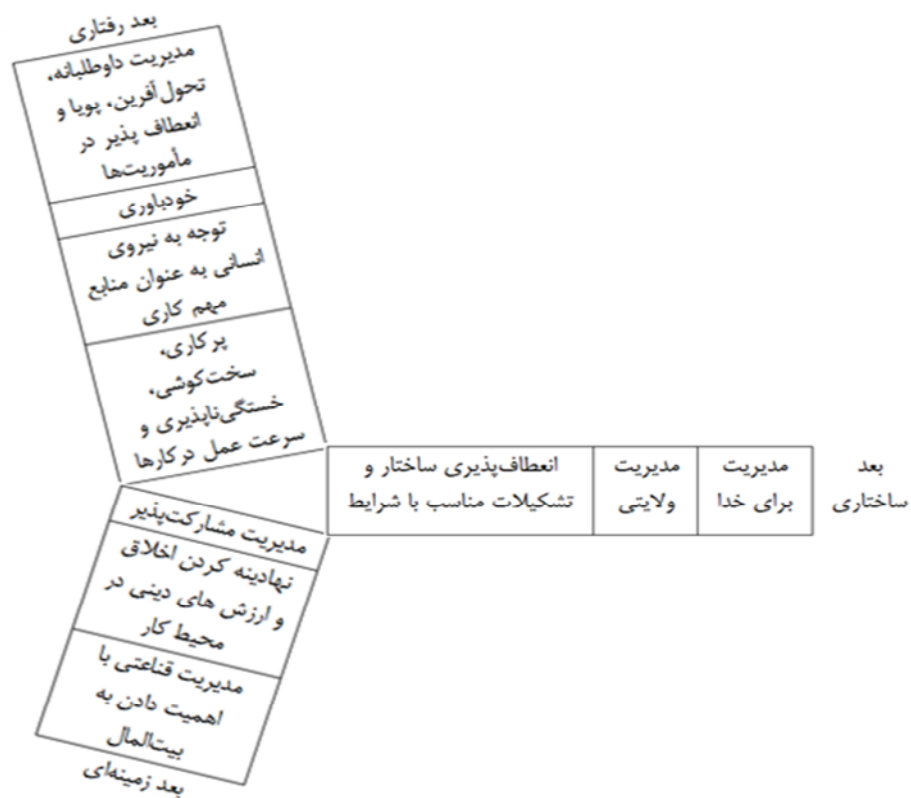 بعد رفتاری
مدیریت داوطلبانه،
تحول‌آفرین، پویا و
انعطاف پذیر در
مأموریت‌ها
خودباوری
توجه به نیروی
انسانی به عنوان منابع
مهم کاری
پرکاری،
سخت‌کوشی،
خستگی‌ناپذیری و
سرعت عمل درکارها
بعد
ساختاری
مدیریت
برای خدا
مدیریت
ولایتی
انعطاف‌پذیری ساختار و
تشکیلات مناسب با شرایط
مدیریت مشارکت‌پذیر
نهادینه کردن اخلاق
و ارزش های دینی در
محیط کار
مدیریت قناعتی با
اهمیت دادن به
بیت‌المال
بعد زمینه‌ای